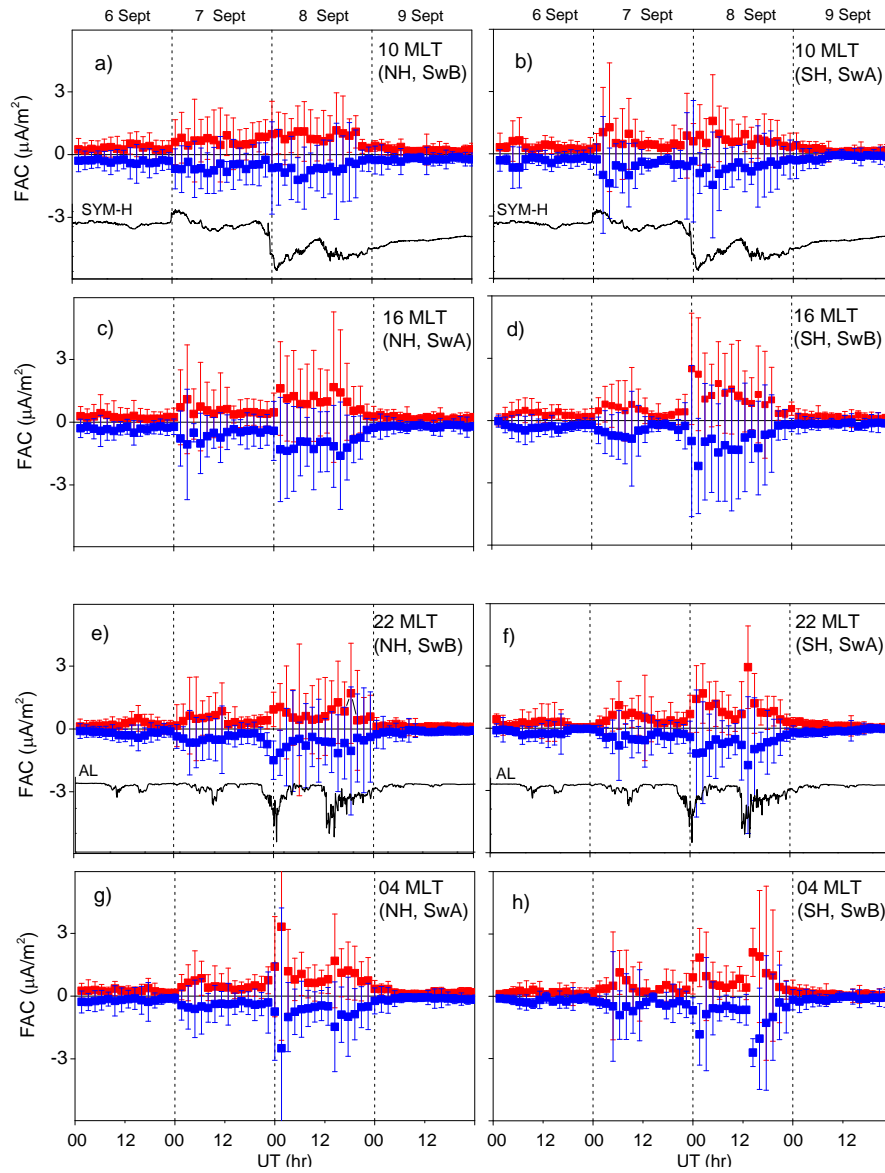 6 Sept 7 Sept 8 Sept 9 Sept 6 Sept 7 Sept 8 Sept 9 Sept
a) 10 MLT
(NH, SwB)
3
0
-3
FAC (μA/m²)
SYM-H
b) 10 MLT
(SH, SwA)
SYM-H
c) 16 MLT
(NH, SwA)
3
0
-3
FAC (μA/m²)
d) 16 MLT
(SH, SwB)
e) 22 MLT
(NH, SwB)
3
0
-3
FAC (μA/m²)
AL
f) 22 MLT
(SH, SwA)
AL
g) 04 MLT
(NH, SwA)
3
0
-3
FAC (μA/m²)
h) 04 MLT
(SH, SwB)
00 12 00 12 00 12 00 12 00 12 00 12 00 12 00 12
UT (hr) UT (hr)